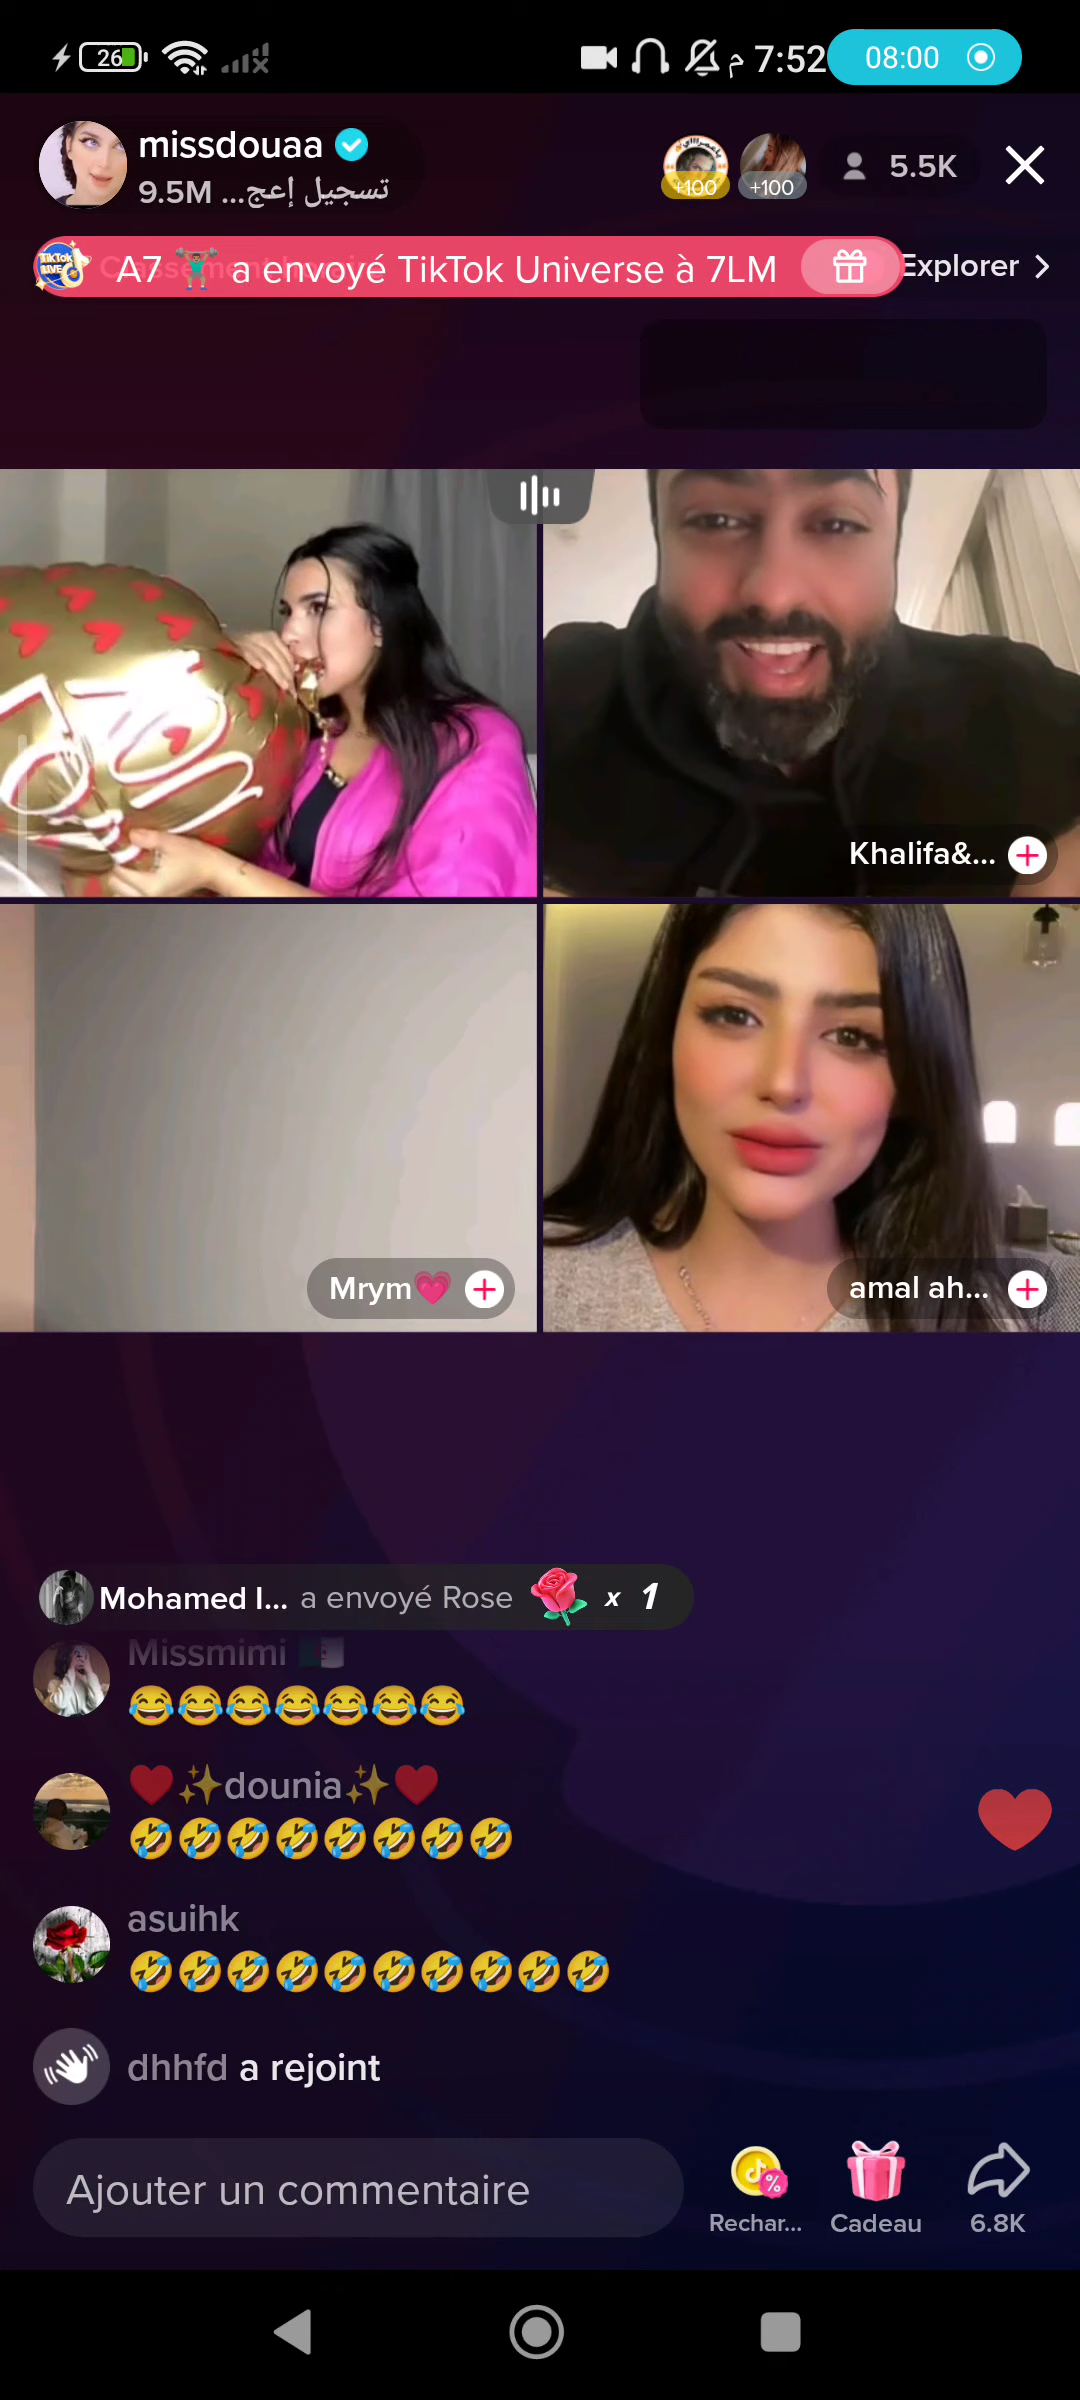 26
م 7:52
08:00
missdouaa
9.5M تسجيل إعج...
+100
+100
5.5K
A7 🏋️‍♂️ a envoyé TikTok Universe à 7LM
Explorer
Khalifa&...
Mrym💗
amal ah...
Mohamed l... a envoyé Rose 🌹 x 1
Missmimi 🇩🇿
😂😂😂😂😂😂😂
❤️✨dounia✨❤️
🤣🤣🤣🤣🤣🤣🤣🤣
asuihk
🤣🤣🤣🤣🤣🤣🤣🤣🤣🤣
dhhfd a rejoint
Ajouter un commentaire
Rechar...
Cadeau
6.8K